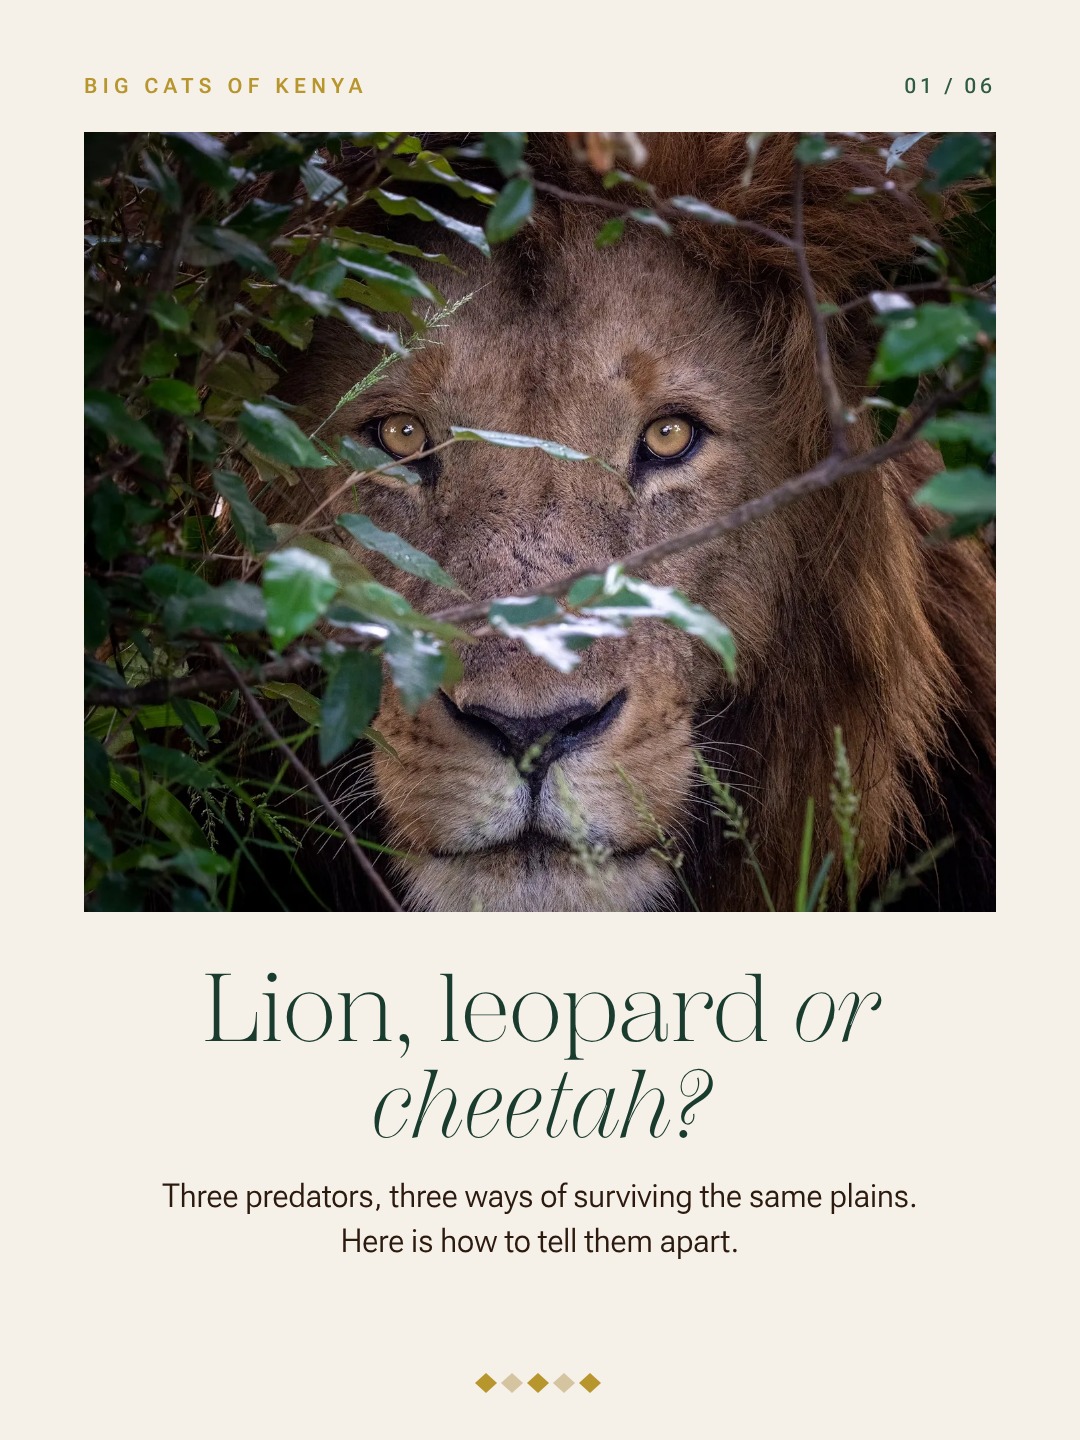 BIG CATS OF KENYA
01 / 06
Lion, leopard or
cheetah?
Three predators, three ways of surviving the same plains.
Here is how to tell them apart.